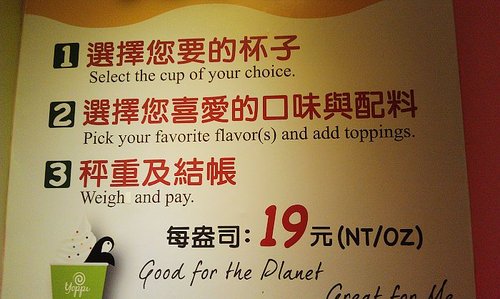 1 選擇您要的杯子
Select the cup of your choice.
2 選擇您喜愛的口味與配料
Pick your favorite flavor(s) and add toppings.
3 秤重及結帳
Weigh and pay.
每盎司：19元(NT/OZ)
Good for the Planet
Great for Me
Yoppi